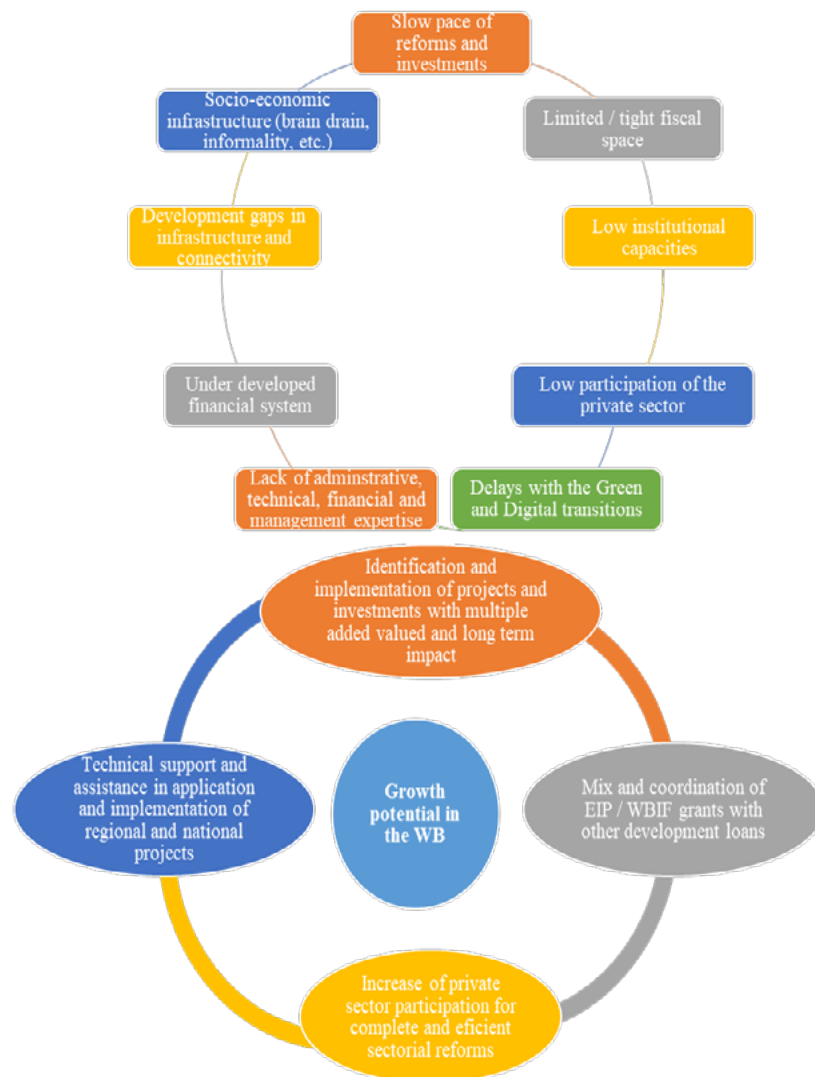 Slow pace of
reforms and
investments
Socio-economic
infrastructure (brain drain,
informality, etc.)
Limited / tight fiscal
space
Development gaps in
infrastructure and
connectivity
Low institutional
capacities
Under developed
financial system
Low participation of the
private sector
Lack of adminstrative,
technical, financial and
management expertise
Delays with the Green
and Digital transitions
Identification and
implementation of projects and
investments with multiple
added valued and long term
impact
Technical support and
assistance in application
and implementation of
regional and national
projects
Growth
potential in
the WB
Mix and coordination of
EIP / WBIF grants with
other development loans
Increase of private
sector participation for
complete and eficient
sectorial reforms